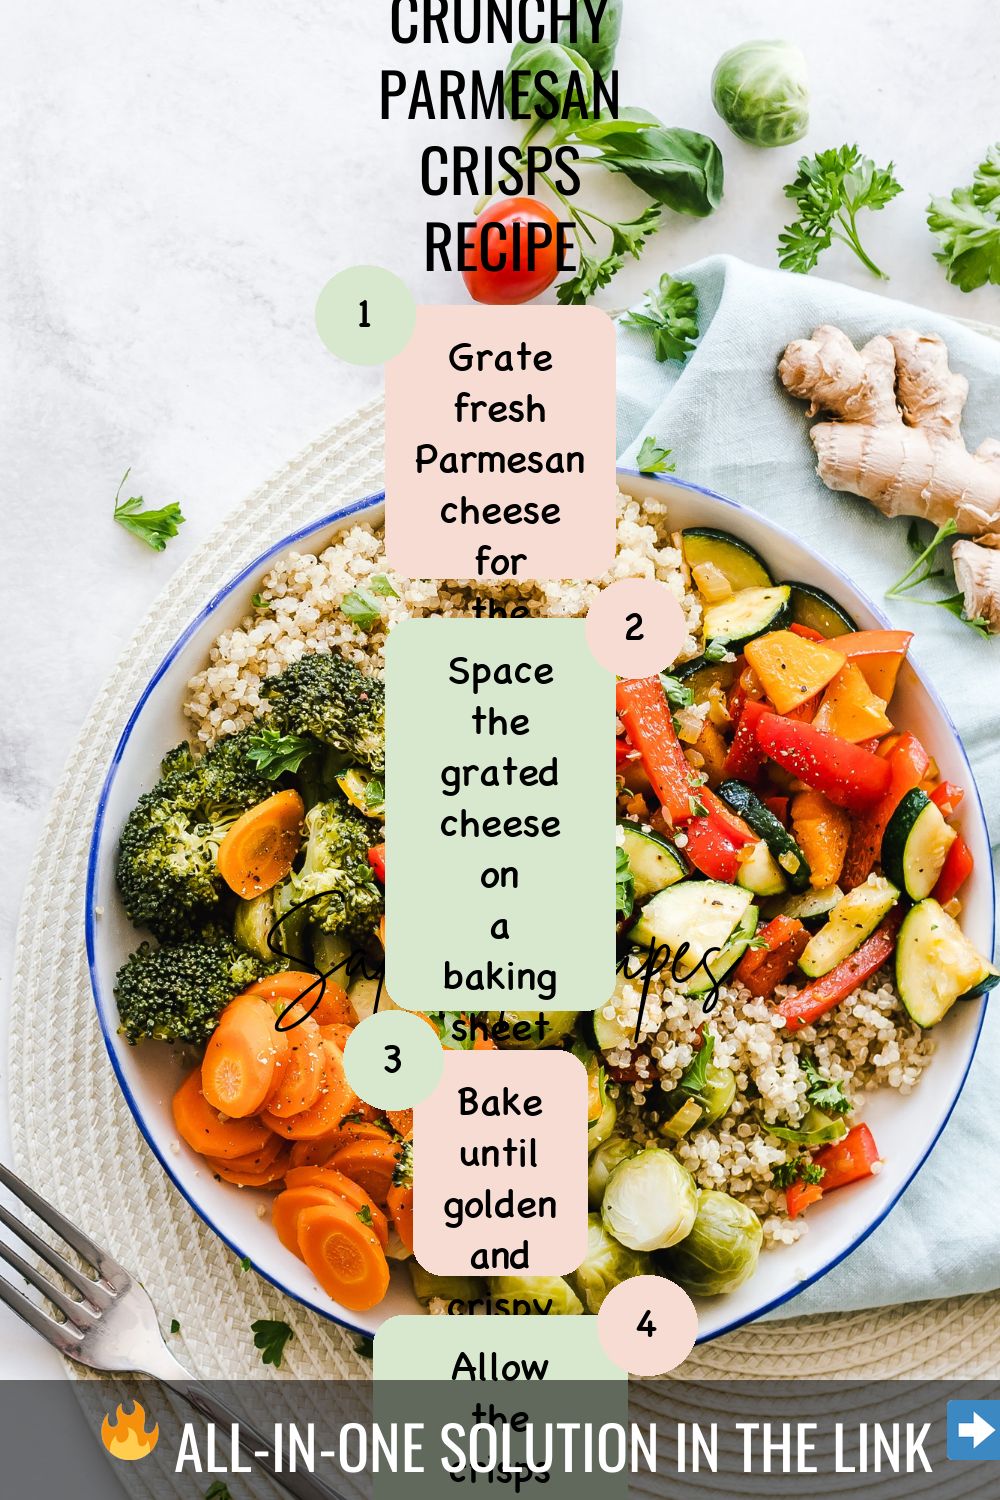 CRUNCHY
PARMESAN
CRISPS
RECIPE
1
Grate
fresh
Parmesan
cheese
for
the
2
Space
the
grated
cheese
on
a
baking
sheet
3
Bake
until
golden
and
crispy
4
Allow
the
crisps
ALL-IN-ONE SOLUTION IN THE LINK